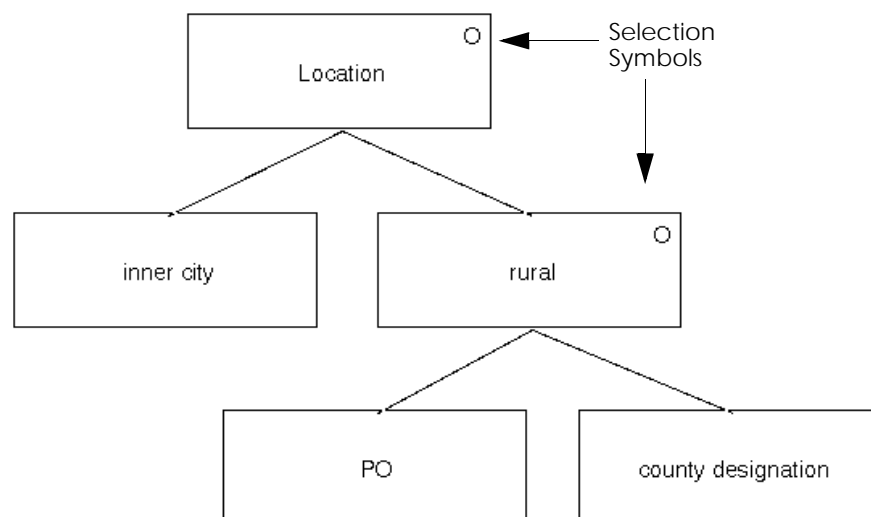 Selection
Symbols
Location
inner city
rural
PO
county designation